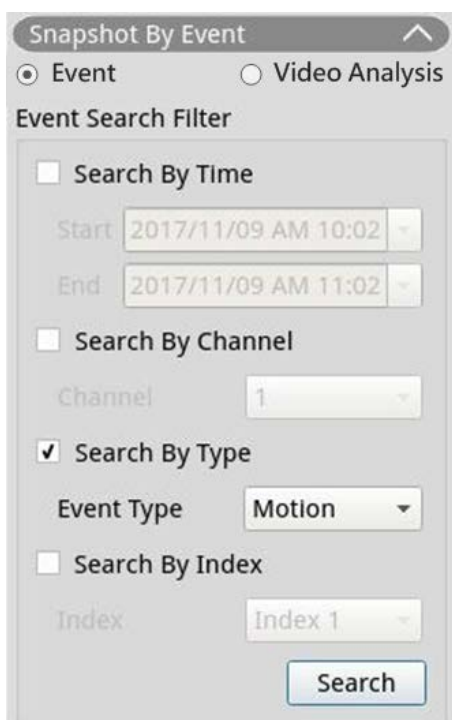 Snapshot By Event
Event Video Analysis
Event Search Filter
Search By Time
Start 2017/11/09 AM 10:02
End 2017/11/09 AM 11:02
Search By Channel
Channel 1
Search By Type
Event Type Motion
Search By Index
Index Index 1
Search